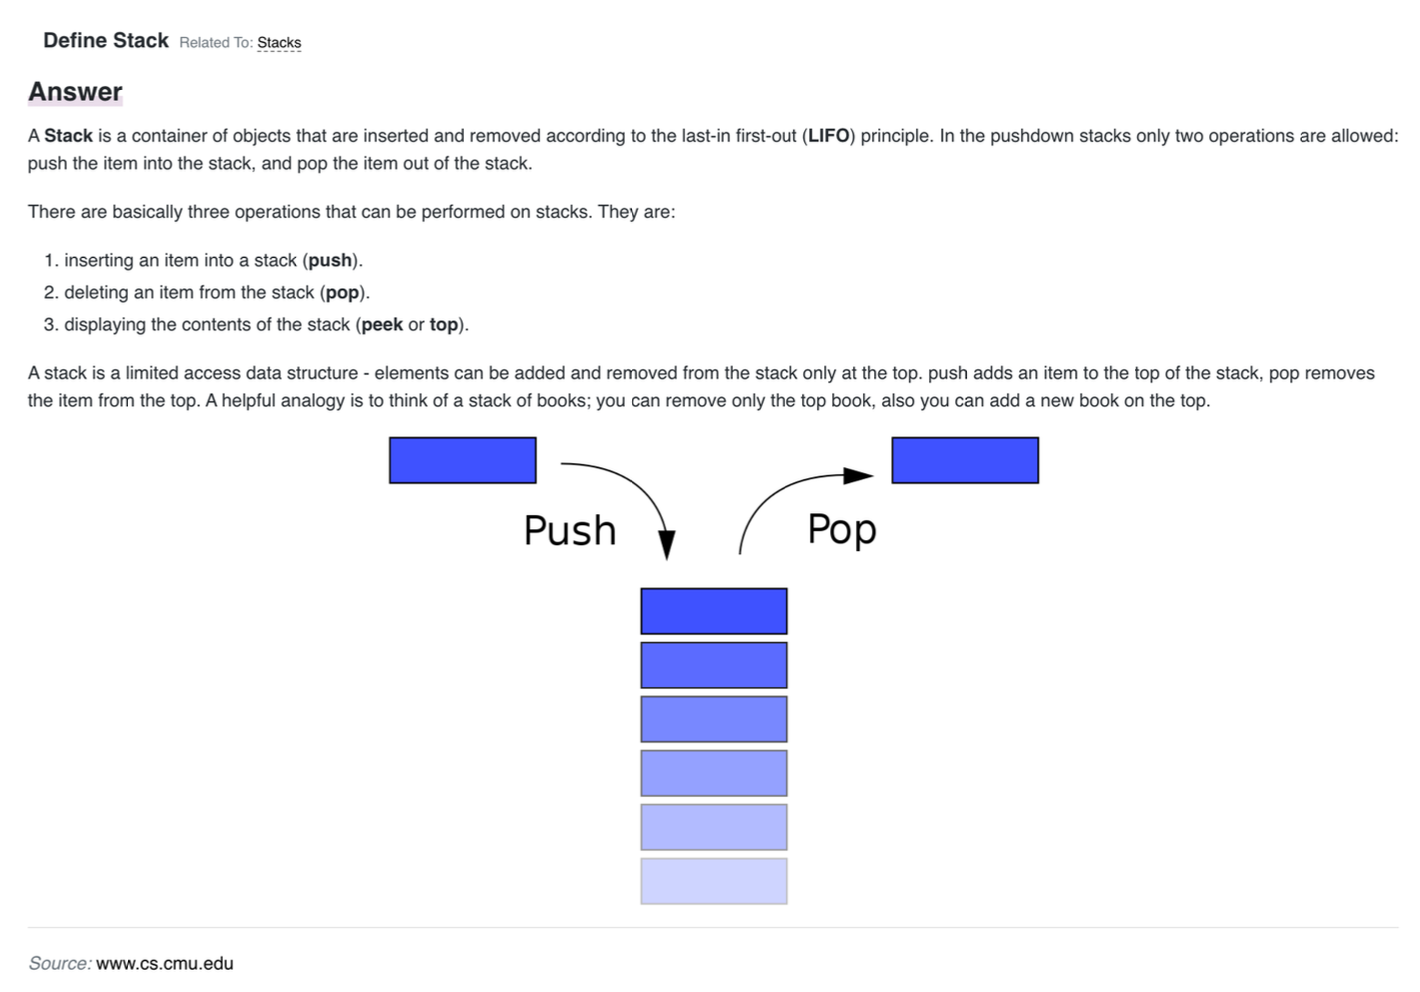 Define Stack Related To: Stacks
Answer
A Stack is a container of objects that are inserted and removed according to the last-in first-out (LIFO) principle. In the pushdown stacks only two operations are allowed:
push the item into the stack, and pop the item out of the stack.
There are basically three operations that can be performed on stacks. They are:
1. inserting an item into a stack (push).
2. deleting an item from the stack (pop).
3. displaying the contents of the stack (peek or top).
A stack is a limited access data structure - elements can be added and removed from the stack only at the top. push adds an item to the top of the stack, pop removes
the item from the top. A helpful analogy is to think of a stack of books; you can remove only the top book, also you can add a new book on the top.
Push Pop
Source: www.cs.cmu.edu